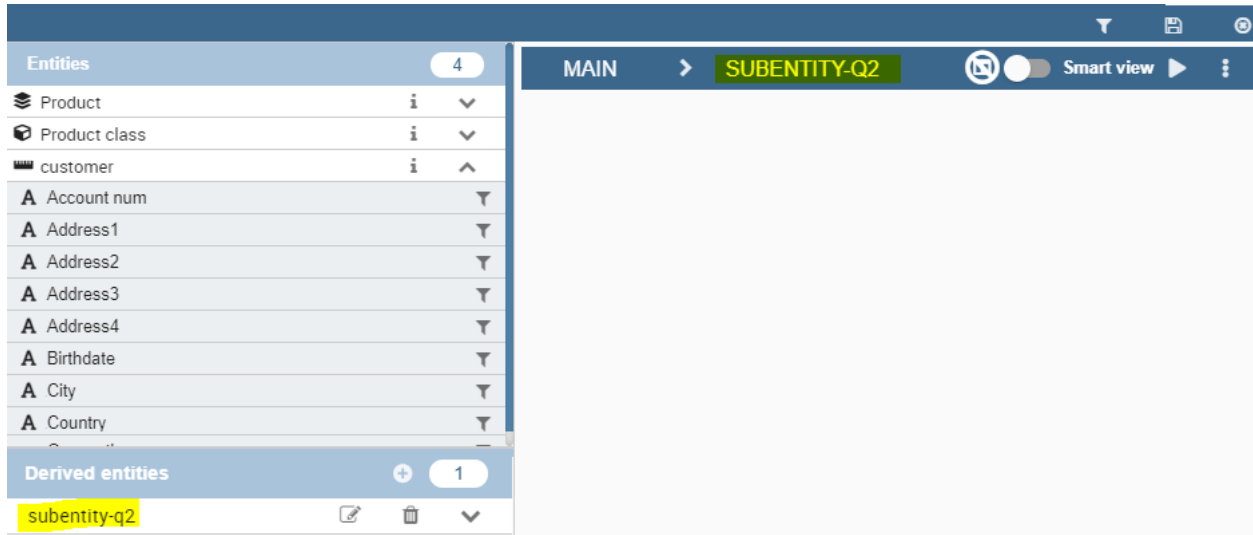 Entities 4
MAIN > SUBENTITY-Q2 Smart view
Product i
Product class i
customer i
A Account num
A Address1
A Address2
A Address3
A Address4
A Birthdate
A City
A Country
Derived entities 1
subentity-q2